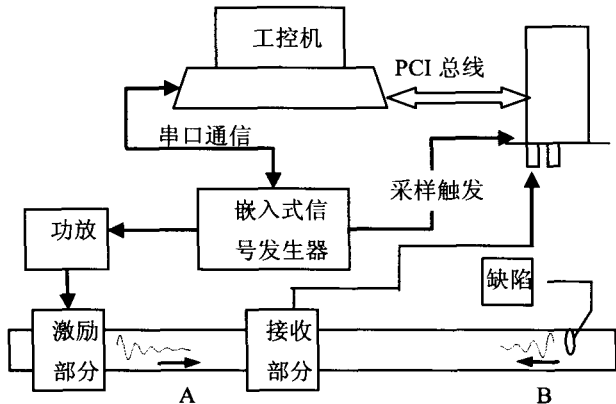 工控机
PCI 总线
串口通信
采样触发
嵌入式信
号发生器
功放
缺陷
激励
部分
接收
部分
A
B